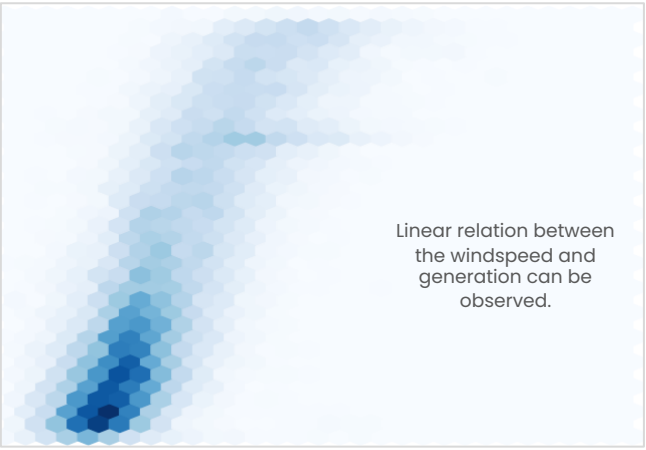 Linear relation between
the windspeed and
generation can be
observed.